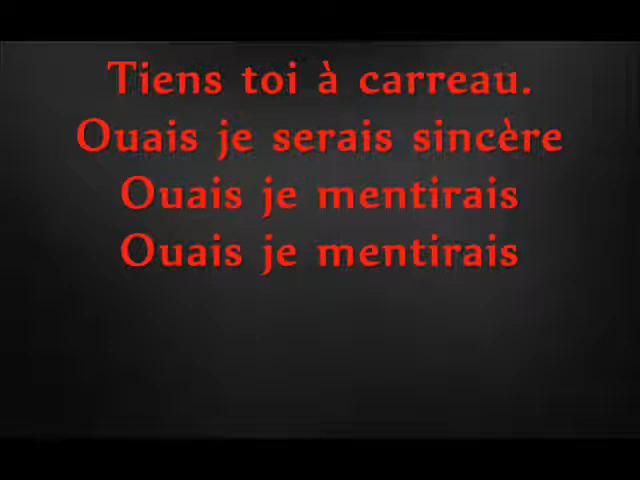 Tiens toi à carreau.
Ouais je serais sincère
Ouais je mentirais
Ouais je mentirais